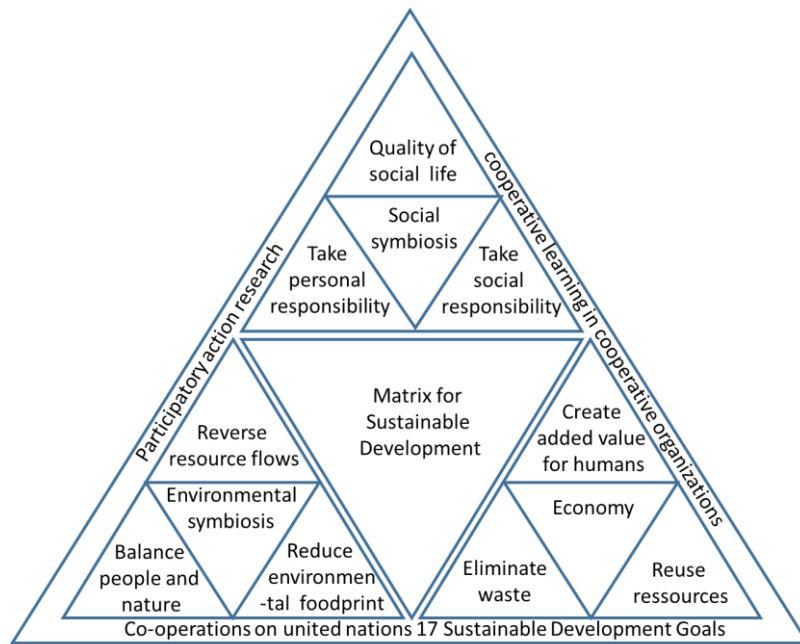 Quality of
social life
Social
symbiosis
Take
personal
responsibility
Take
social
responsibility
Participatory action research
cooperative learning in cooperative organizations
Matrix for
Sustainable
Development
Reverse
resource flows
Environmental
symbiosis
Balance
people and
nature
Reduce
environmen
-tal foodprint
Create
added value
for humans
Economy
Eliminate
waste
Reuse
ressources
Co-operations on united nations 17 Sustainable Development Goals